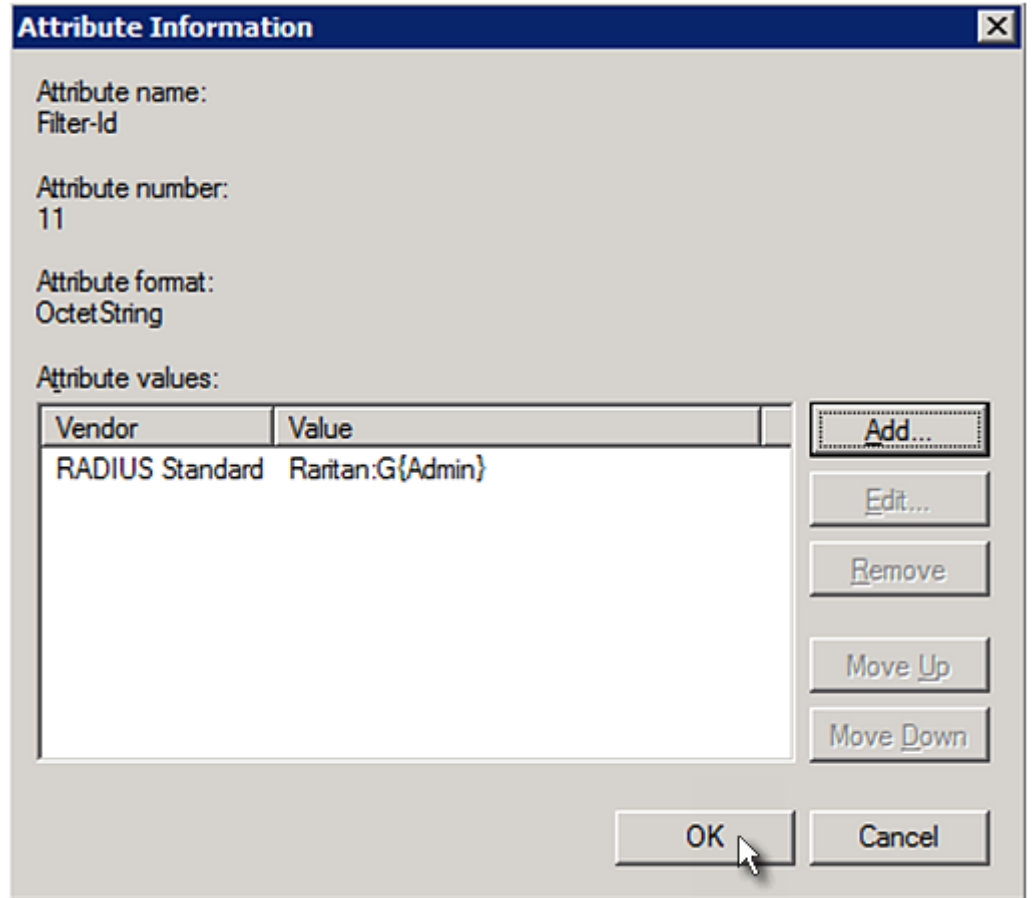 Attribute Information
Attribute name:
Filter-Id
Attribute number:
11
Attribute format:
OctetString
Attribute values:
Vendor Value
RADIUS Standard Raritan:G{Admin}
Add...
Edit...
Remove
Move Up
Move Down
OK Cancel